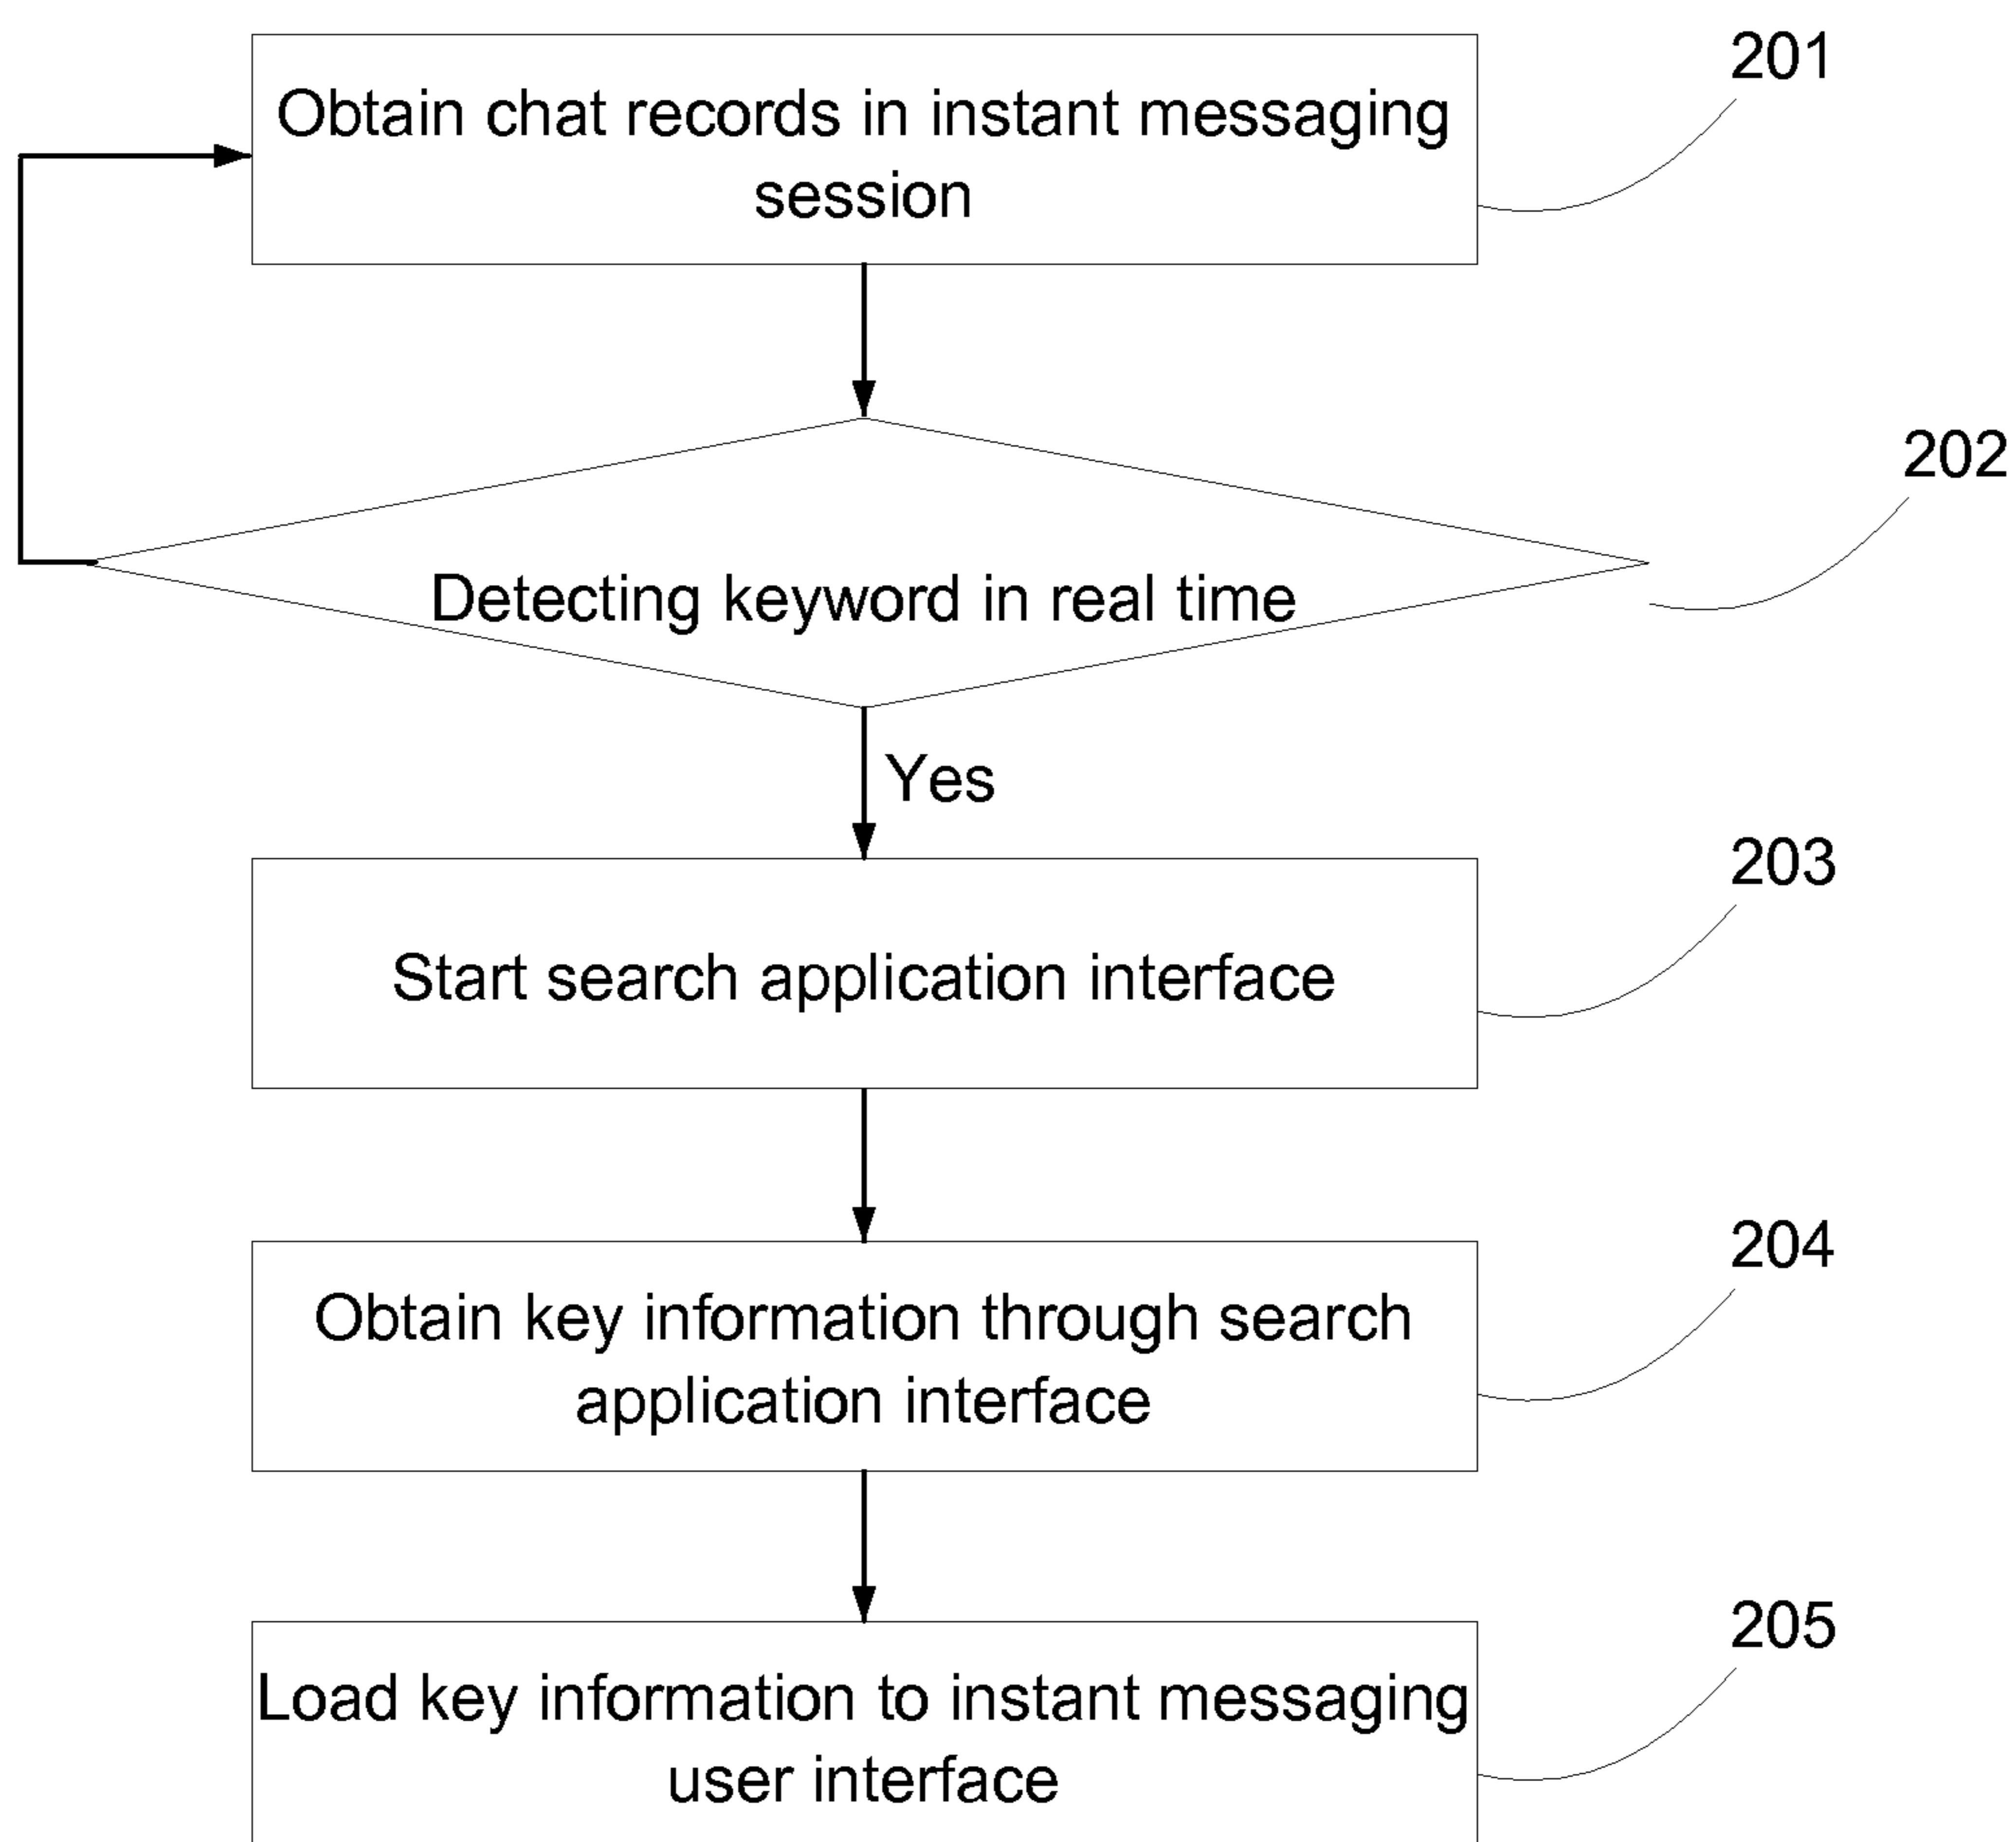 201
Obtain chat records in instant messaging
session
202
Detecting keyword in real time
Yes
203
Start search application interface
204
Obtain key information through search
application interface
205
Load key information to instant messaging
user interface